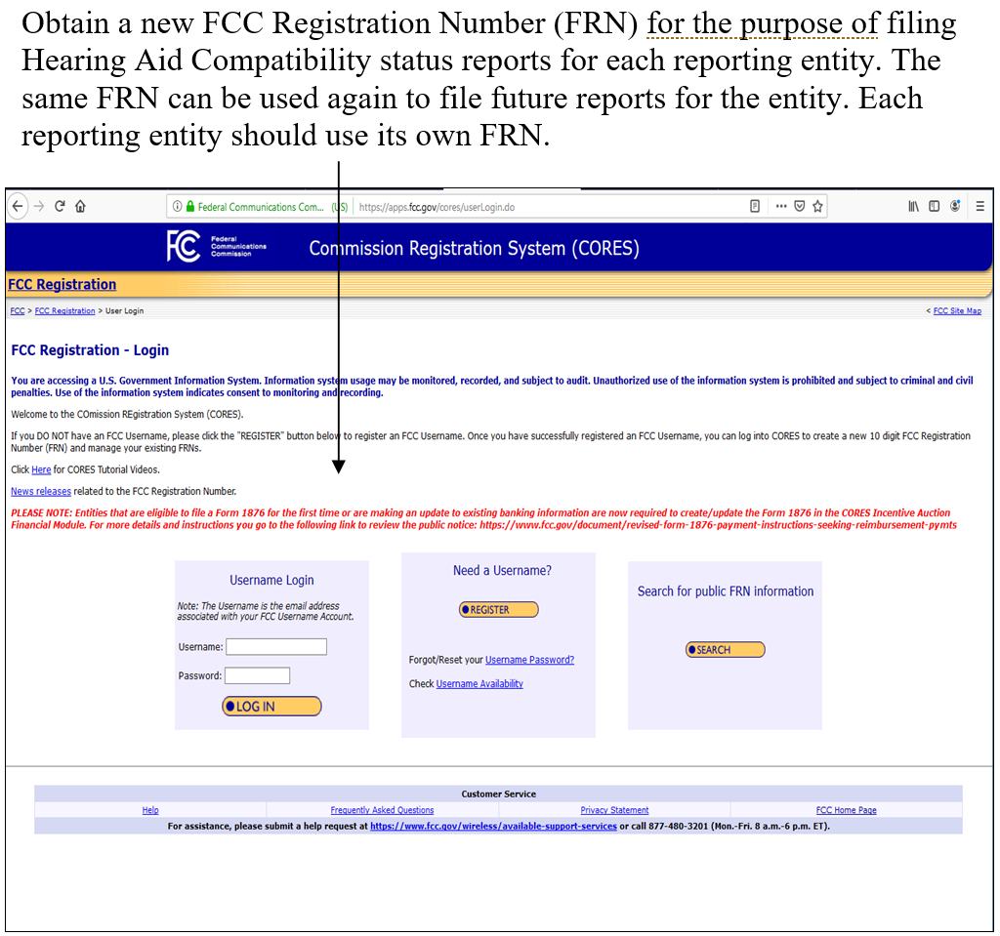 Obtain a new FCC Registration Number (FRN) for the purpose of filing
Hearing Aid Compatibility status reports for each reporting entity. The
same FRN can be used again to file future reports for the entity. Each
reporting entity should use its own FRN.
Federal Communications Com... (US) https://apps.fcc.gov/cores/userLogin.do
FC Federal
Communications
Commission
Commission Registration System (CORES)
FCC Registration
FCC > FCC Registration > User Login
< FCC Site Map
FCC Registration - Login
You are accessing a U.S. Government Information System. Information system usage may be monitored, recorded, and subject to audit. Unauthorized use of the information system is prohibited and subject to criminal and civil
penalties. Use of the information system indicates consent to monitoring and recording.
Welcome to the COmission REgistration System (CORES).
If you DO NOT have an FCC Username, please click the "REGISTER" button below to register an FCC Username. Once you have successfully registered an FCC Username, you can log into CORES to create a new 10 digit FCC Registration
Number (FRN) and manage your existing FRNs.
Click Here for CORES Tutorial Videos.
News releases related to the FCC Registration Number.
PLEASE NOTE: Entities that are eligible to file a Form 1876 for the first time or are making an update to existing banking information are now required to create/update the Form 1876 in the CORES Incentive Auction
Financial Module. For more details and instructions you go to the following link to review the public notice: https://www.fcc.gov/document/revised-form-1876-payment-instructions-seeking-reimbursement-pymts
Username Login
Note: The Username is the email address
associated with your FCC Username Account.
Username:
Password:
LOG IN
Need a Username?
REGISTER
Forgot/Reset your Username Password?
Check Username Availability
Search for public FRN information
SEARCH
Customer Service
Help Frequently Asked Questions Privacy Statement FCC Home Page
For assistance, please submit a help request at https://www.fcc.gov/wireless/available-support-services or call 877-480-3201 (Mon.-Fri. 8 a.m.-6 p.m. ET).